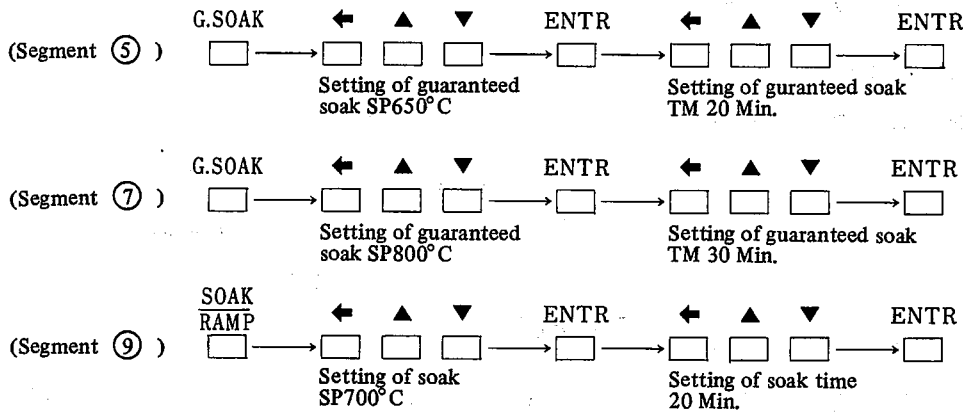 G.SOAK ← ▲ ▼ ENTR ← ▲ ▼ ENTR
(Segment ⑤ )
Setting of guaranteed
soak SP650°C
Setting of guranteed soak
TM 20 Min.
G.SOAK ← ▲ ▼ ENTR ← ▲ ▼ ENTR
(Segment ⑦ )
Setting of guaranteed
soak SP800°C
Setting of guaranteed soak
TM 30 Min.
SOAK
RAMP ← ▲ ▼ ENTR ← ▲ ▼ ENTR
(Segment ⑨ )
Setting of soak
SP700°C
Setting of soak time
20 Min.